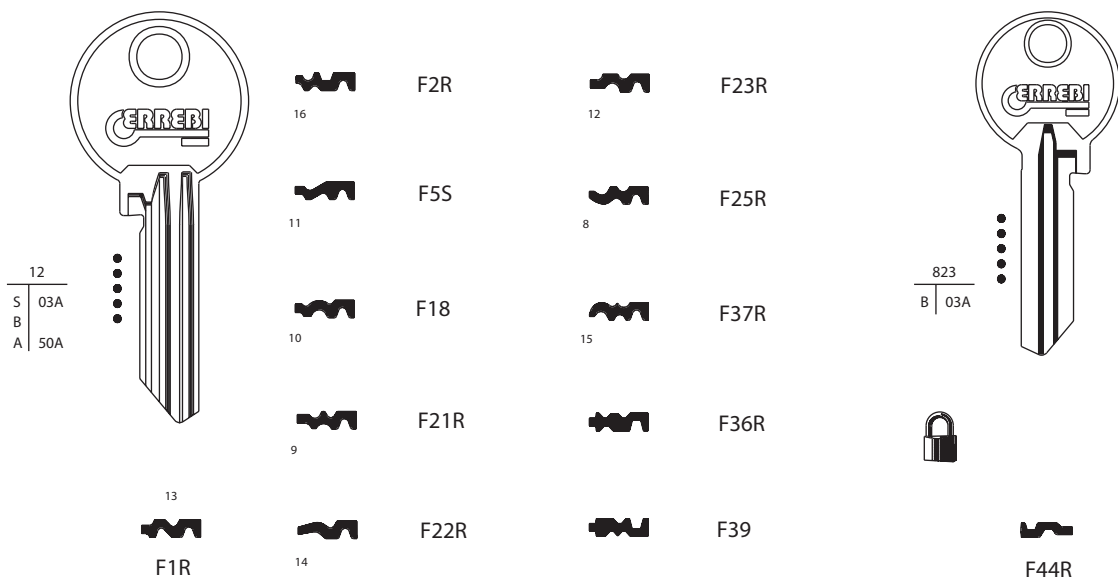 ERREBI
16
F2R
12
F23R
ERREBI
11
F5S
8
F25R
12
S 03A
B
A 50A
823
B 03A
10
F18
15
F37R
9
F21R
F36R
13
F1R
14
F22R
F39
F44R